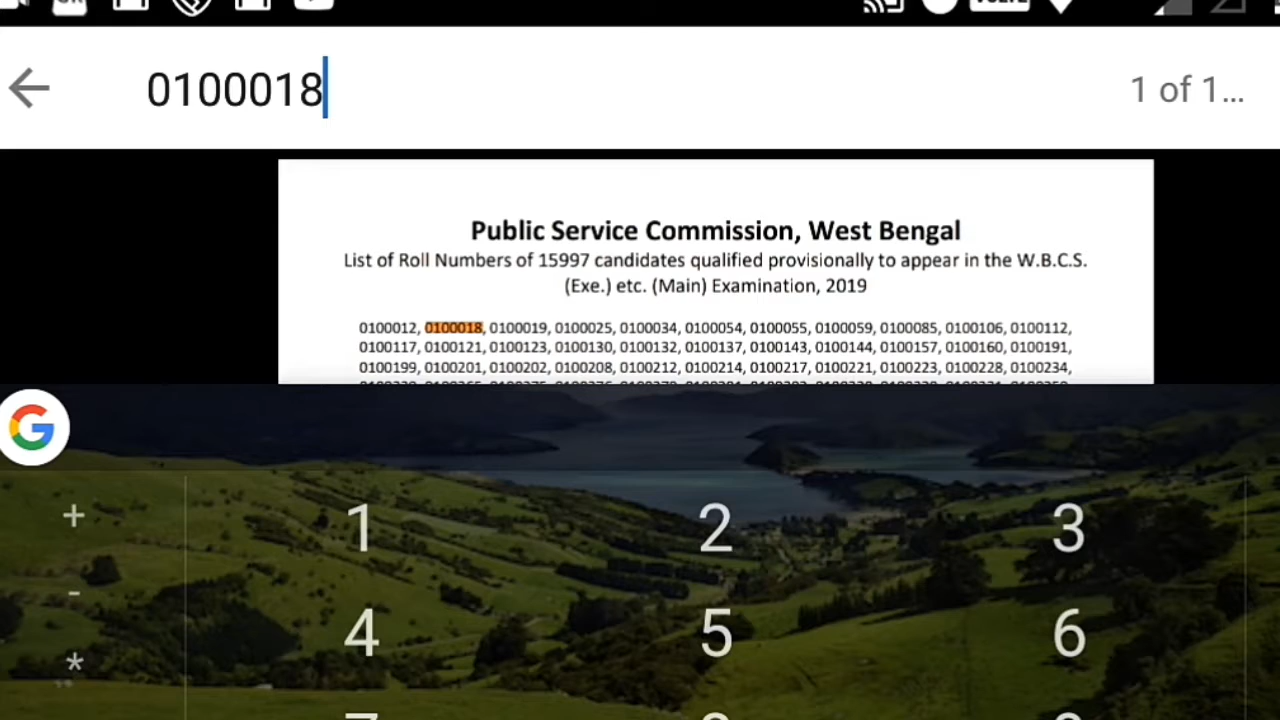 0100018
1 of 1...
Public Service Commission, West Bengal
List of Roll Numbers of 15997 candidates qualified provisionally to appear in the W.B.C.S.
(Exe.) etc. (Main) Examination, 2019
0100012, 0100018, 0100019, 0100025, 0100034, 0100054, 0100055, 0100059, 0100085, 0100106, 0100112,
0100117, 0100121, 0100123, 0100130, 0100132, 0100137, 0100143, 0100144, 0100157, 0100160, 0100191,
0100199, 0100201, 0100202, 0100208, 0100212, 0100214, 0100217, 0100221, 0100223, 0100228, 0100234,
G
+ 1 2 3
-
4 5 6
*